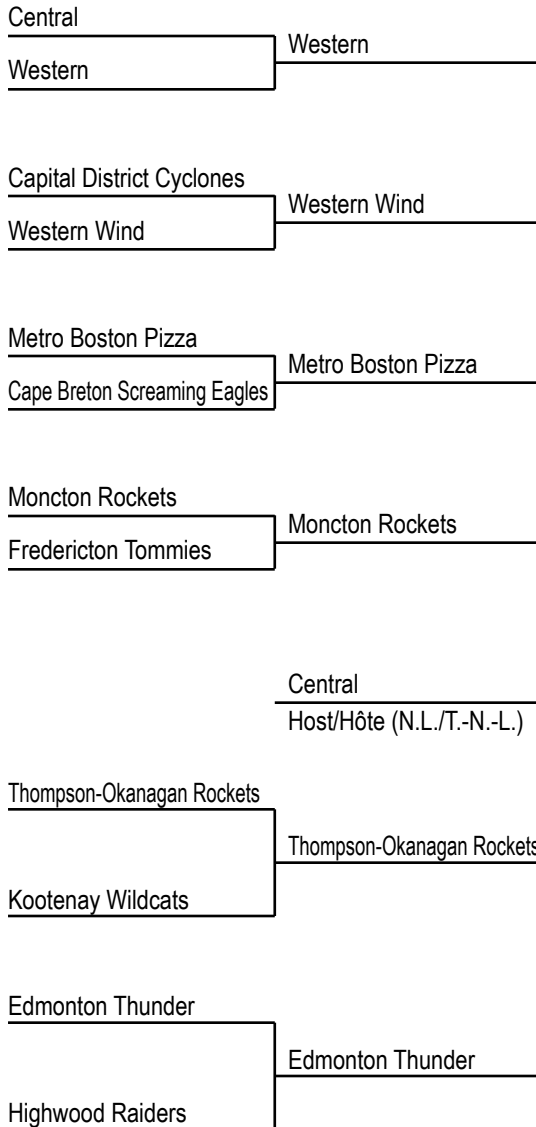 Central
Western
Western
Capital District Cyclones
Western Wind
Western Wind
Metro Boston Pizza
Metro Boston Pizza
Cape Breton Screaming Eagles
Moncton Rockets
Moncton Rockets
Fredericton Tommies
Central
Host/Hôte (N.L./T.-N.-L.)
Thompson-Okanagan Rockets
Thompson-Okanagan Rockets
Kootenay Wildcats
Edmonton Thunder
Edmonton Thunder
Highwood Raiders